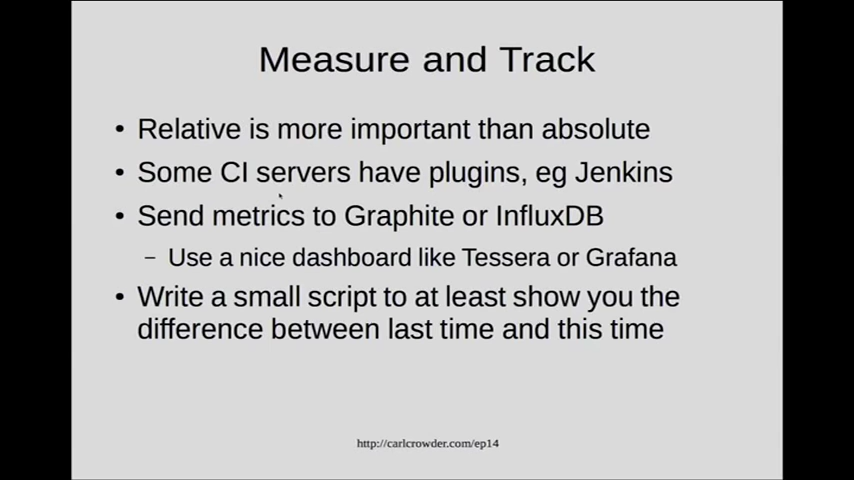 Measure and Track
• Relative is more important than absolute
• Some CI servers have plugins, eg Jenkins
• Send metrics to Graphite or InfluxDB
– Use a nice dashboard like Tessera or Grafana
• Write a small script to at least show you the
difference between last time and this time
http://carlcrowder.com/ep14